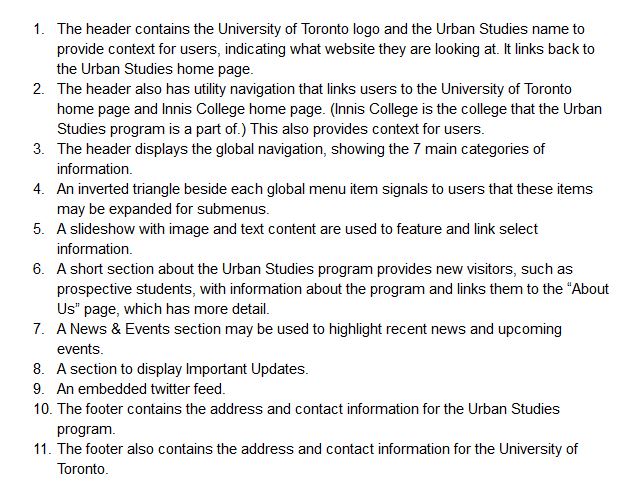 1. The header contains the University of Toronto logo and the Urban Studies name to
provide context for users, indicating what website they are looking at. It links back to
the Urban Studies home page.
2. The header also has utility navigation that links users to the University of Toronto
home page and Innis College home page. (Innis College is the college that the Urban
Studies program is a part of.) This also provides context for users.
3. The header displays the global navigation, showing the 7 main categories of
information.
4. An inverted triangle beside each global menu item signals to users that these items
may be expanded for submenus.
5. A slideshow with image and text content are used to feature and link select
information.
6. A short section about the Urban Studies program provides new visitors, such as
prospective students, with information about the program and links them to the “About
Us” page, which has more detail.
7. A News & Events section may be used to highlight recent news and upcoming
events.
8. A section to display Important Updates.
9. An embedded twitter feed.
10. The footer contains the address and contact information for the Urban Studies
program.
11. The footer also contains the address and contact information for the University of
Toronto.